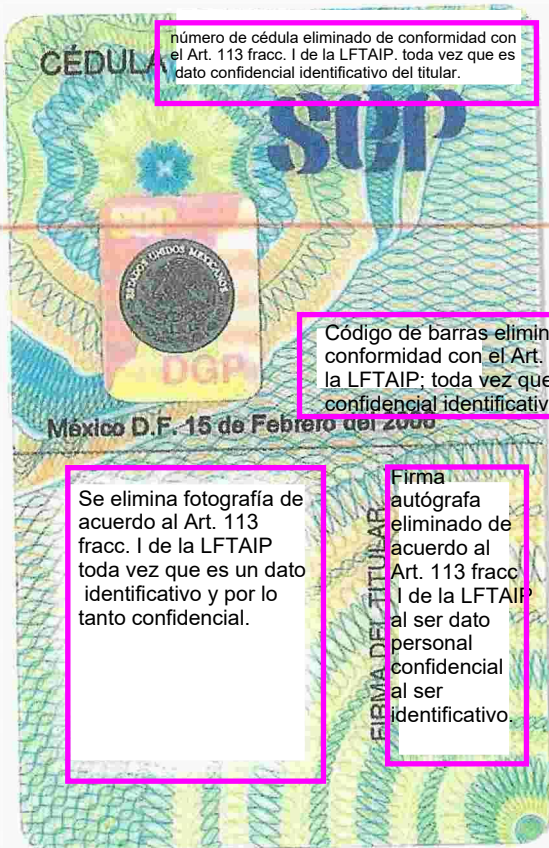 número de cédula eliminado de conformidad con
el Art. 113 fracc. I de la LFTAIP. toda vez que es
dato confidencial identificativo del titular.
CÉDULA
SEP
ESTADOS UNIDOS MEXICANOS
DGP
Código de barras elimin
conformidad con el Art.
la LFTAIP; toda vez que
confidencial identificativ
México D.F. 15 de Febrero del 2006
Se elimina fotografía de
acuerdo al Art. 113
fracc. I de la LFTAIP
toda vez que es un dato
identificativo y por lo
tanto confidencial.
FIRMA DEL TITULAR
Firma
autógrafa
eliminado de
acuerdo al
Art. 113 fracc
I de la LFTAIP
al ser dato
personal
confidencial
al ser
identificativo.